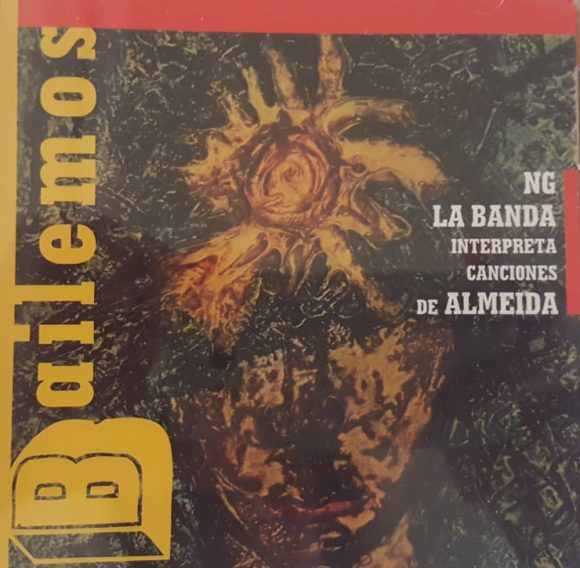 Bailemos
NG
LA BANDA
INTERPRETA
CANCIONES
DE ALMEIDA